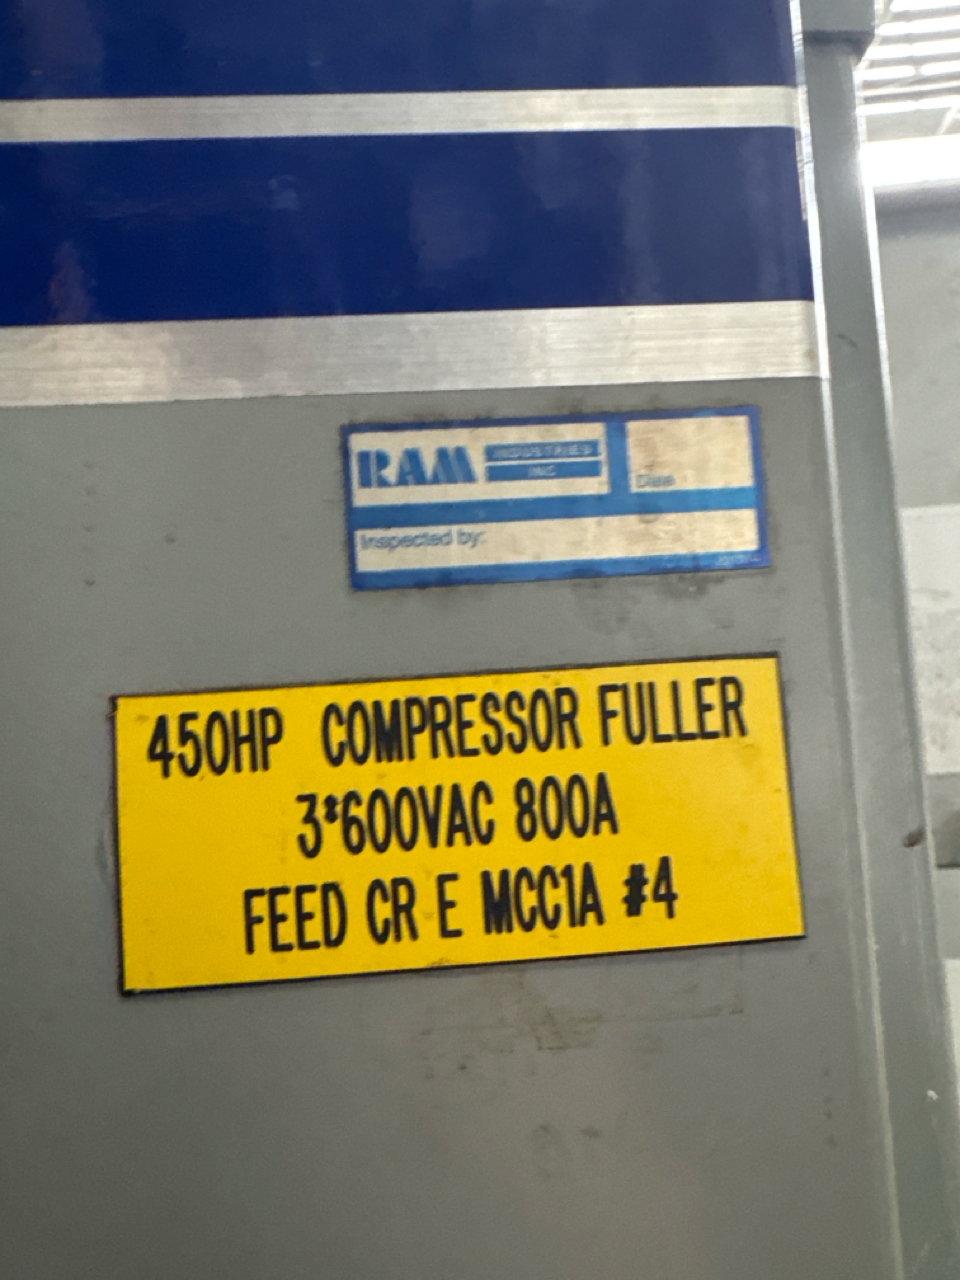 RAM INDUSTRIES INC
Date
Inspected by:
450HP COMPRESSOR FULLER
3*600VAC 800A
FEED CR E MCC1A #4